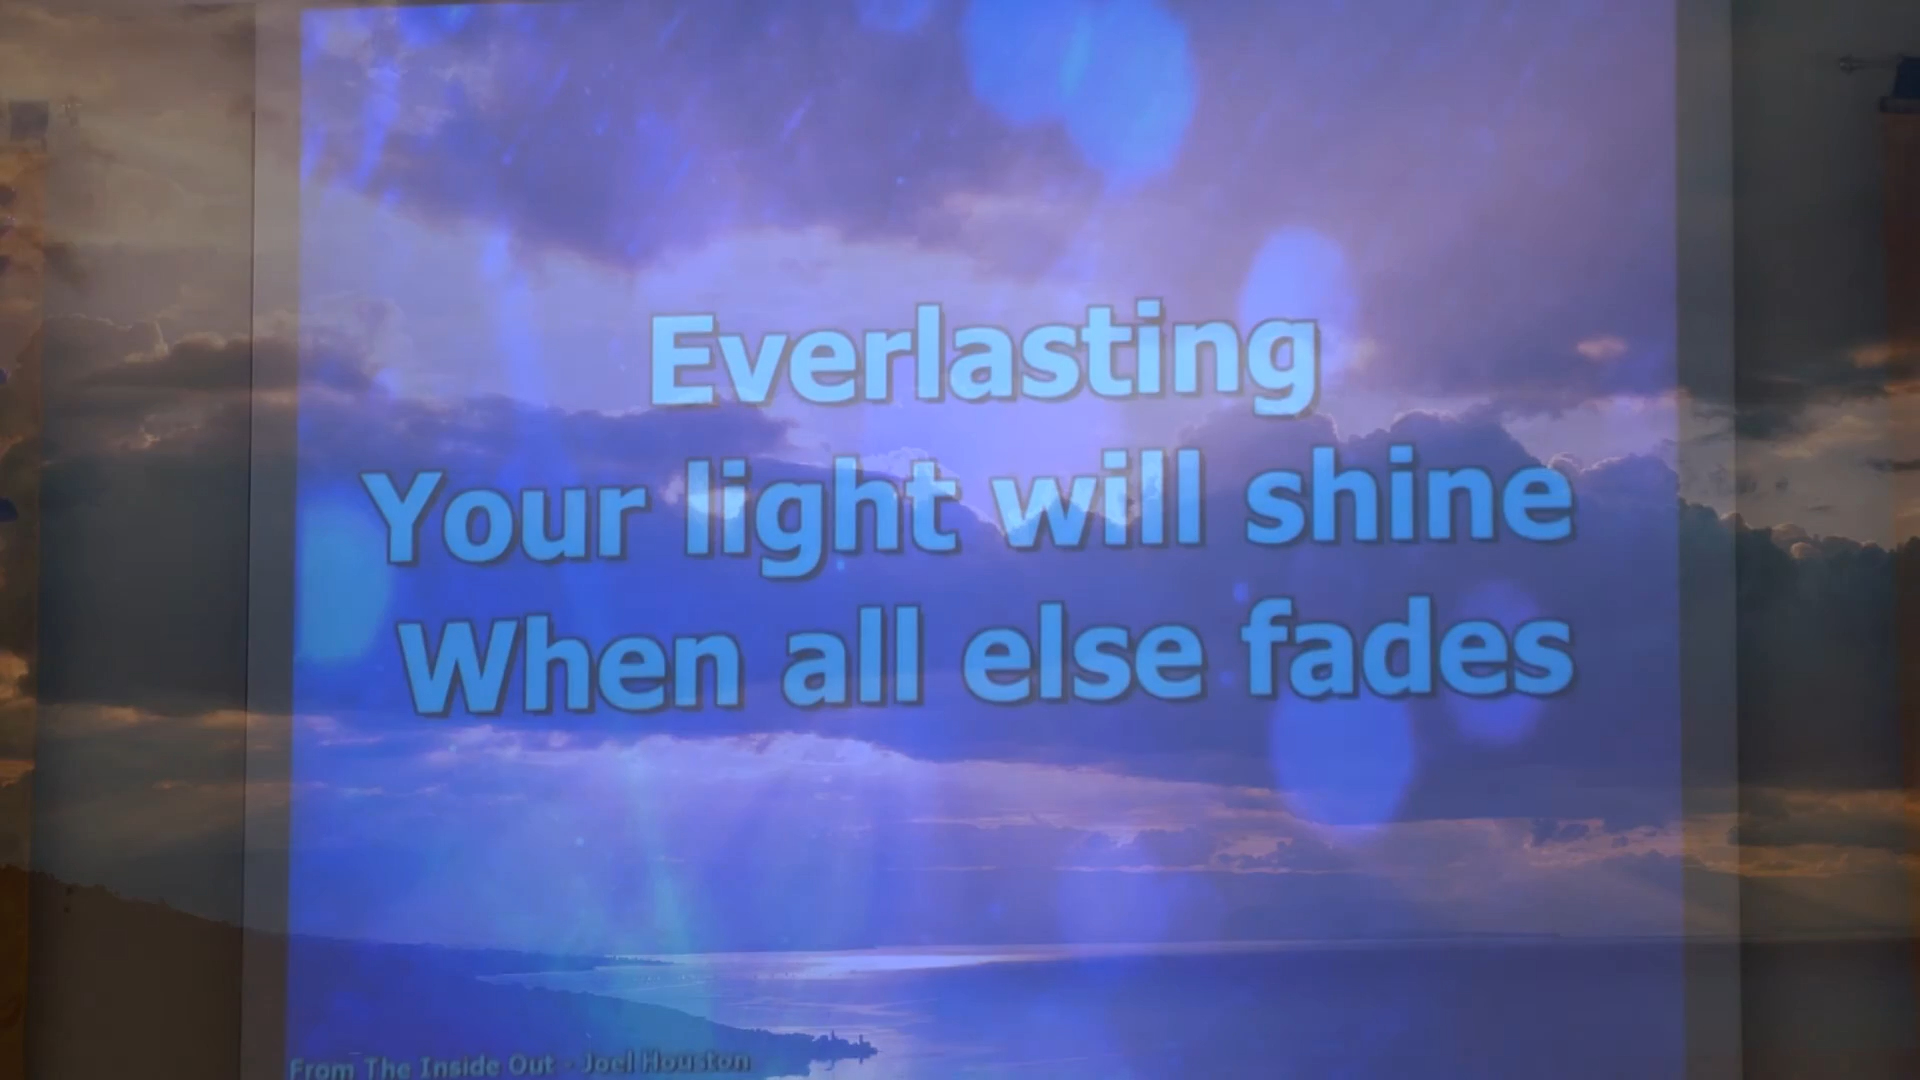 Everlasting
Your light will shine
When all else fades
From The Inside Out - Joel Houston